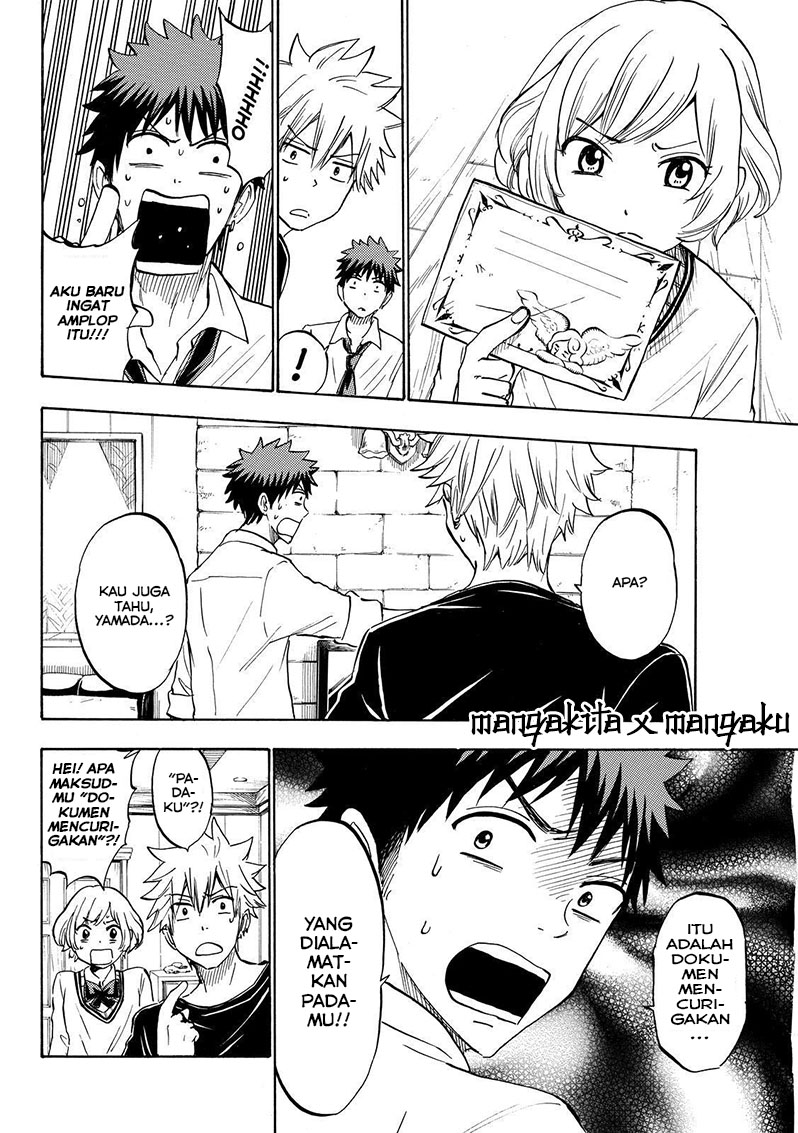 OHHHH!!
!
AKU BARU
INGAT
AMPLOP
ITU!!!
APA?
KAU JUGA
TAHU,
YAMADA...?
mangakita x mangaku
ITU
ADALAH
DOKU-
MEN
MEN-
CURI-
GAKAN
...
YANG
DIALA-
MAT-
KAN
PADA-
MU!!
"PA-
DA-
KU"?!
HEI! APA
MAKSUD-
MU "DO-
KUMEN
MENCURI-
GAKAN"?!